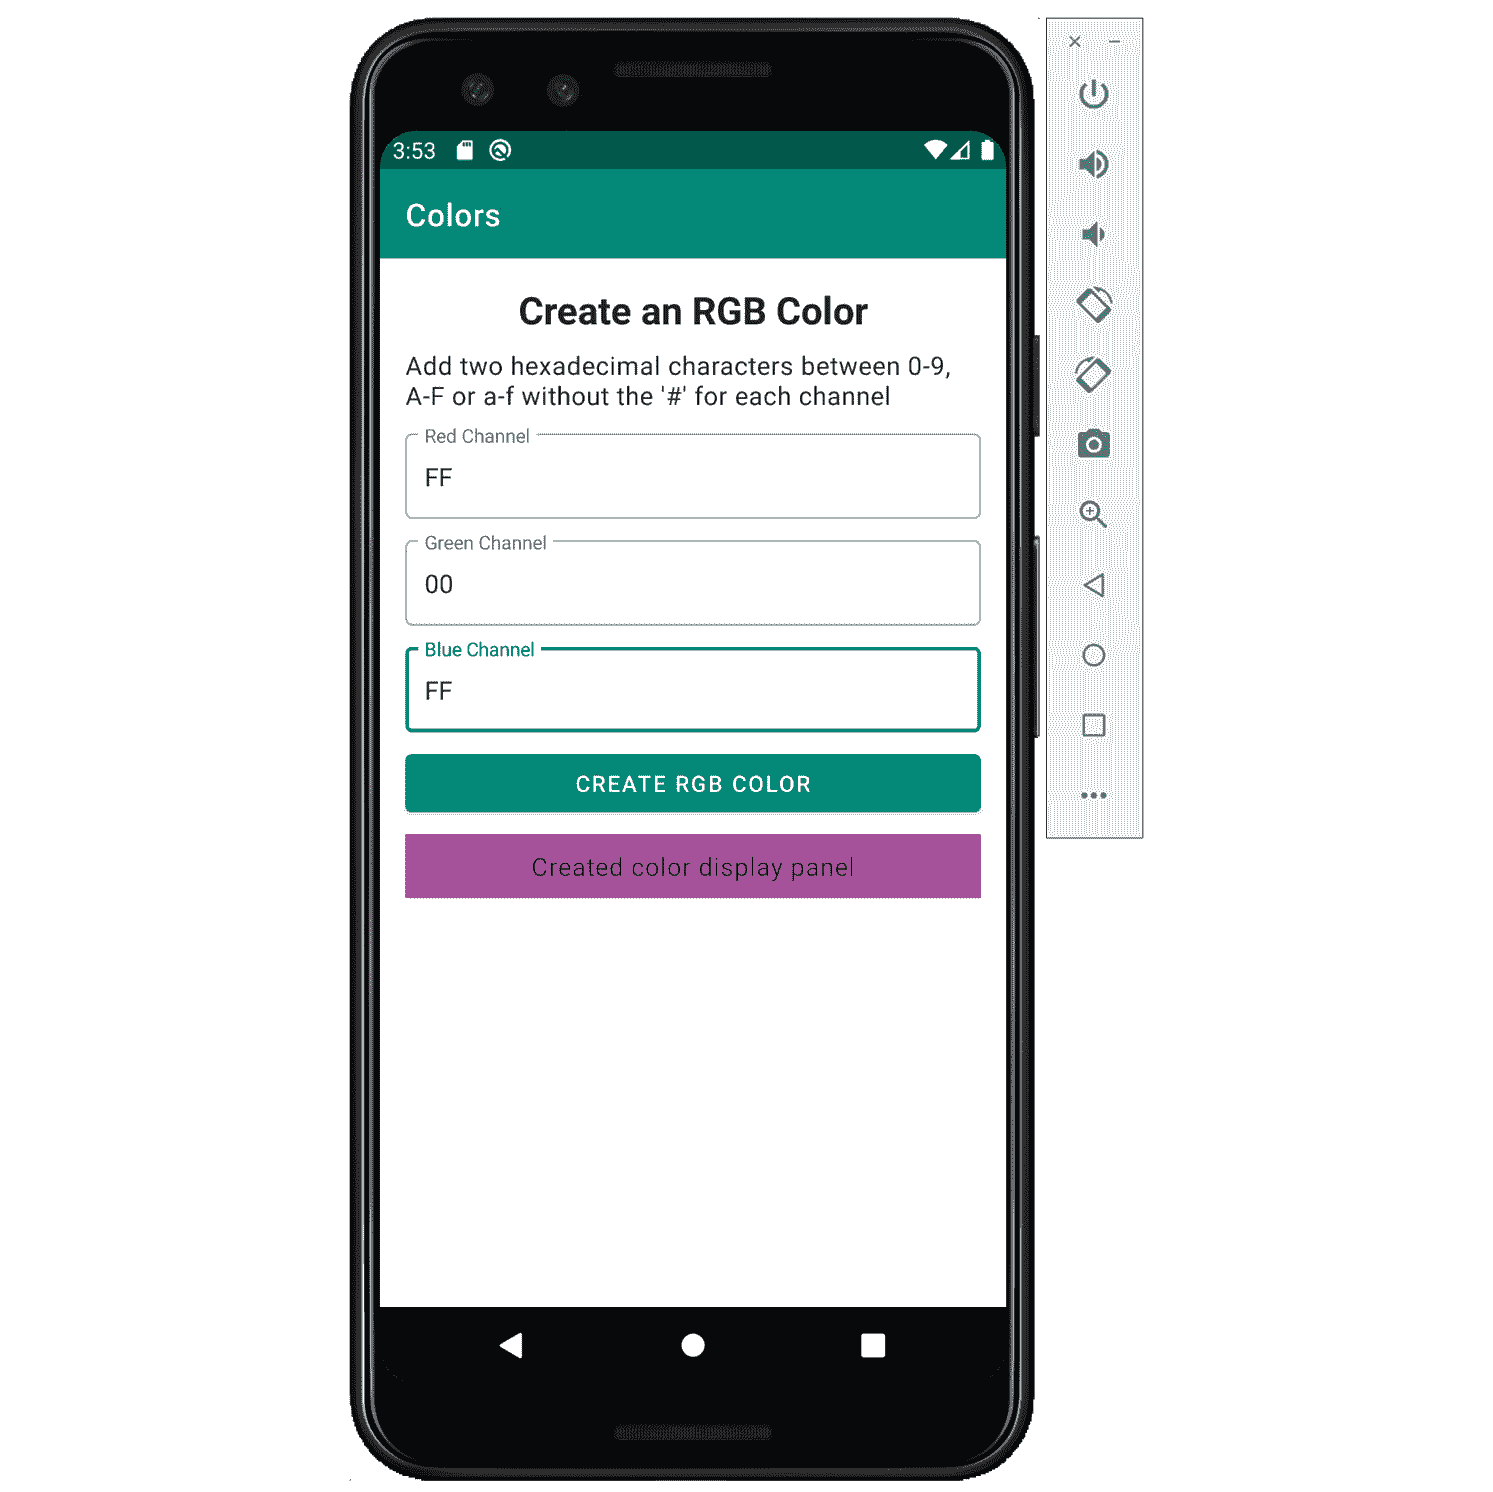 3:53
Colors
Create an RGB Color
Add two hexadecimal characters between 0-9,
A-F or a-f without the '#' for each channel
Red Channel
FF
Green Channel
00
Blue Channel
FF
CREATE RGB COLOR
Created color display panel